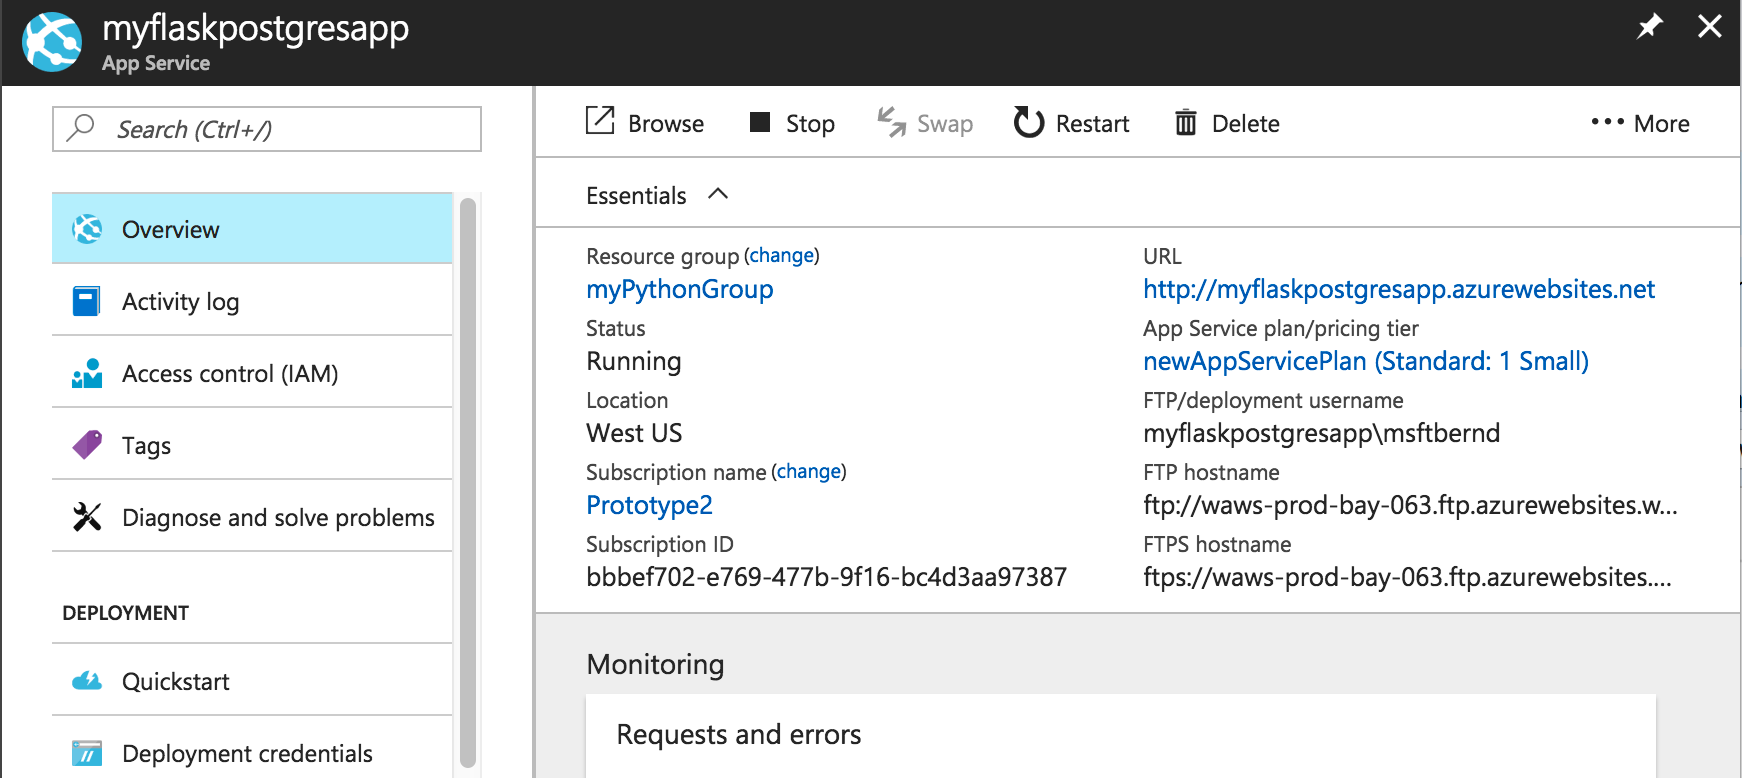 myflaskpostgresapp
App Service
Search (Ctrl+/)
Overview
Activity log
Access control (IAM)
Tags
Diagnose and solve problems
DEPLOYMENT
Quickstart
Deployment credentials
Browse Stop Swap Restart Delete ••• More
Essentials
Resource group (change)
myPythonGroup
Status
Running
Location
West US
Subscription name (change)
Prototype2
Subscription ID
bbbef702-e769-477b-9f16-bc4d3aa97387
URL
http://myflaskpostgresapp.azurewebsites.net
App Service plan/pricing tier
newAppServicePlan (Standard: 1 Small)
FTP/deployment username
myflaskpostgresapp\msftbernd
FTP hostname
ftp://waws-prod-bay-063.ftp.azurewebsites.w...
FTPS hostname
ftps://waws-prod-bay-063.ftp.azurewebsites....
Monitoring
Requests and errors